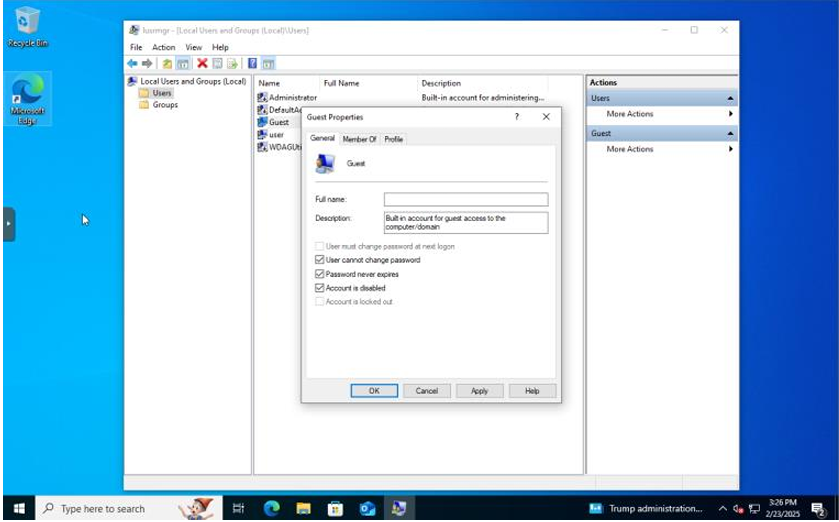 Recycle Bin
Microsoft
Edge
lusrmgr - [Local Users and Groups (Local)\Users]
File Action View Help
Local Users and Groups (Local)
Users
Groups
Name Full Name Description
Administrator Built-in account for administering...
DefaultAc
Guest
user
WDAGUti
Guest Properties
? ×
General Member Of Profile
Guest
Full name:
Description: Built-in account for guest access to the
computer/domain
User must change password at next logon
User cannot change password
Password never expires
Account is disabled
Account is locked out
OK Cancel Apply Help
Actions
Users
More Actions
Guest
More Actions
Type here to search
Trump administration...
3:26 PM
2/23/2025